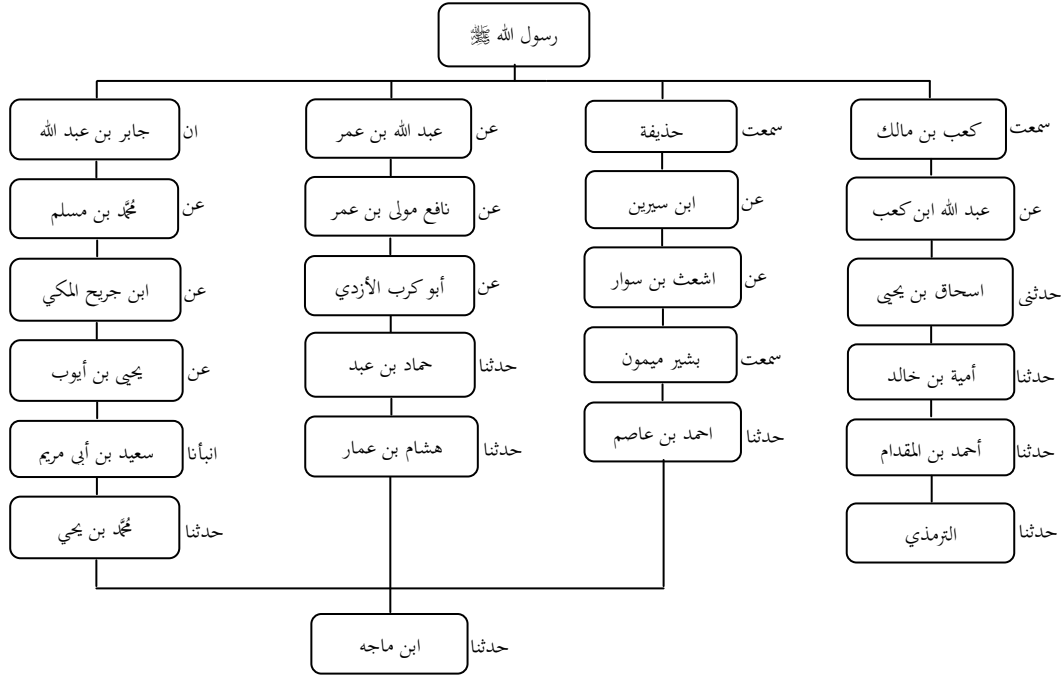 رسول الله ﷺ
سمعت
كعب بن مالك
سمعت
حذيفة
عن
عبد الله بن عمر
ان
جابر بن عبد الله
عن
عبد الله ابن كعب
عن
ابن سيرين
عن
نافع مولى بن عمر
عن
مُحَمَّد بن مسلم
حدثنى
اسحاق بن يحيى
عن
اشعث بن سوار
عن
أبو كرب الأزدي
عن
ابن جريح المكي
حدثنا
أمية بن خالد
سمعت
بشير ميمون
حدثنا
حماد بن عبد
عن
يحيى بن أيوب
حدثنا
أحمد بن المقدام
حدثنا
احمد بن عاصم
حدثنا
هشام بن عمار
انبأنا
سعيد بن أبى مريم
حدثنا
الترمذي
حدثنا
مُحَمَّد بن يحي
حدثنا
ابن ماجه